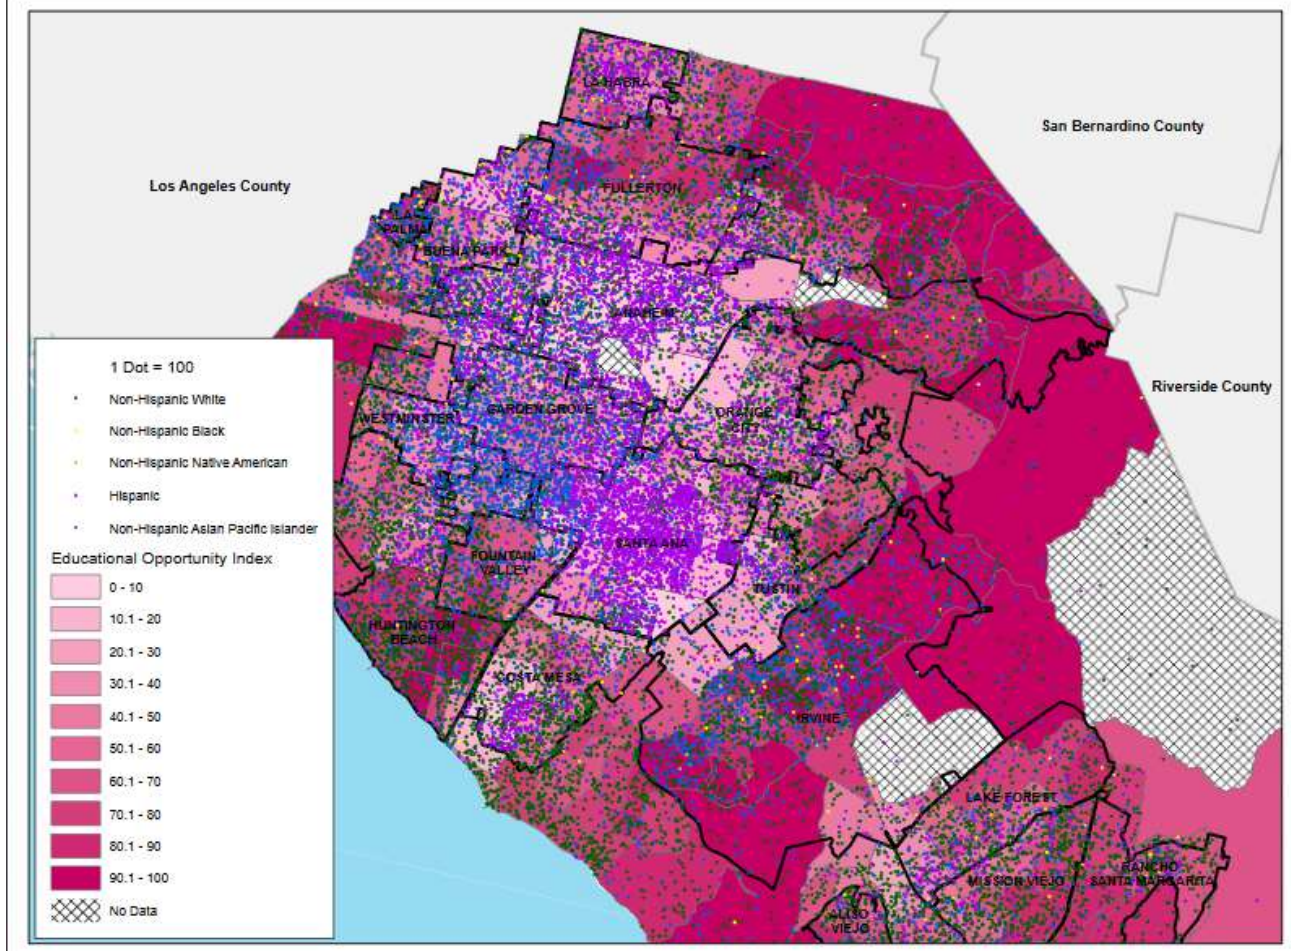 LA HABRA
San Bernardino County
Los Angeles County
FULLERTON
LA
PALMA
BUENA PARK
ANAHEIM
Riverside County
1 Dot = 100
Non-Hispanic White
Non-Hispanic Black
Non-Hispanic Native American
Hispanic
Non-Hispanic Asian Pacific Islander
GARDEN GROVE
WESTMINSTER
ORANGE
CITY
SANTA ANA
FOUNTAIN
VALLEY
TUSTIN
HUNTINGTON
BEACH
COSTA MESA
IRVINE
LAKE FOREST
MISSION VIEJO
RANCHO
SANTA MARGARITA
ALISO
VIEJO
Educational Opportunity Index
0 - 10
10.1 - 20
20.1 - 30
30.1 - 40
40.1 - 50
50.1 - 60
60.1 - 70
70.1 - 80
80.1 - 90
90.1 - 100
No Data